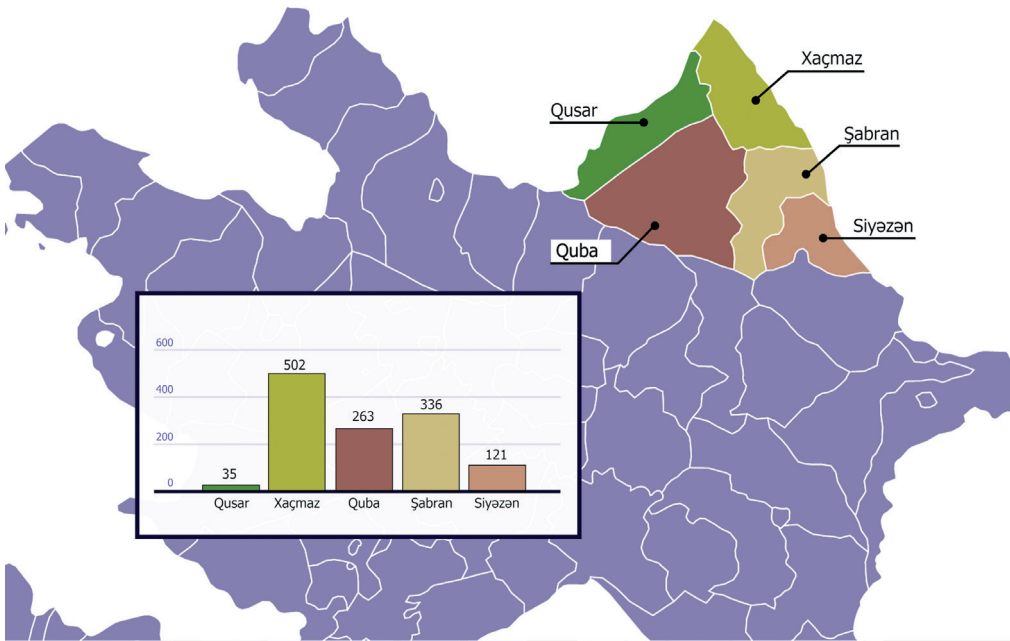 Xaçmaz
Qusar
Şabran
Siyəzən
Quba
600
400
200
0
35
502
263
336
121
Qusar
Xaçmaz
Quba
Şabran
Siyəzən